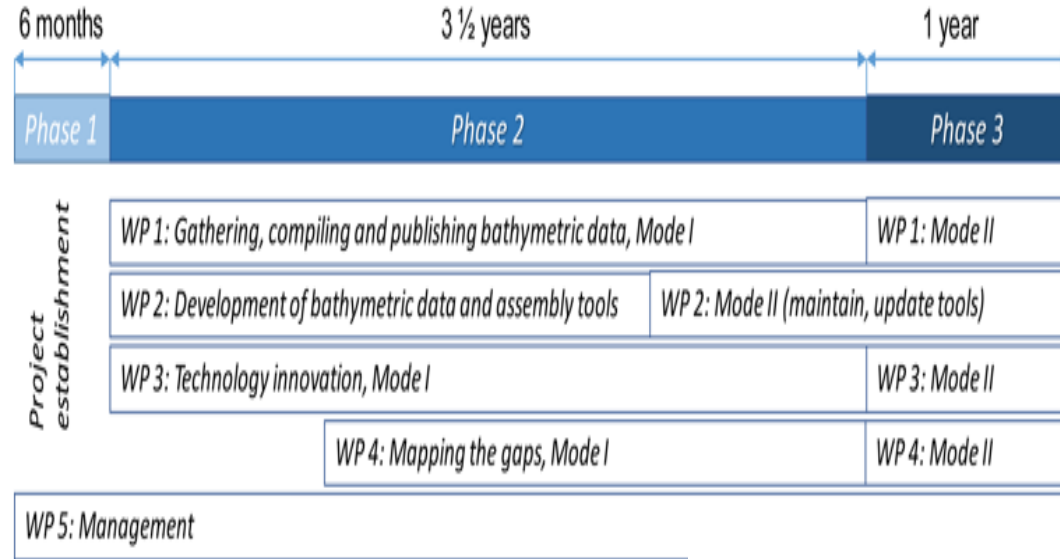 6 months
3 ½ years
1 year
Phase 1
Phase 2
Phase 3
Project
establishment
WP 1: Gathering, compiling and publishing bathymetric data, Mode I
WP 1: Mode II
WP 2: Development of bathymetric data and assembly tools
WP 2: Mode II (maintain, update tools)
WP 3: Technology innovation, Mode I
WP 3: Mode II
WP 4: Mapping the gaps, Mode I
WP 4: Mode II
WP 5: Management